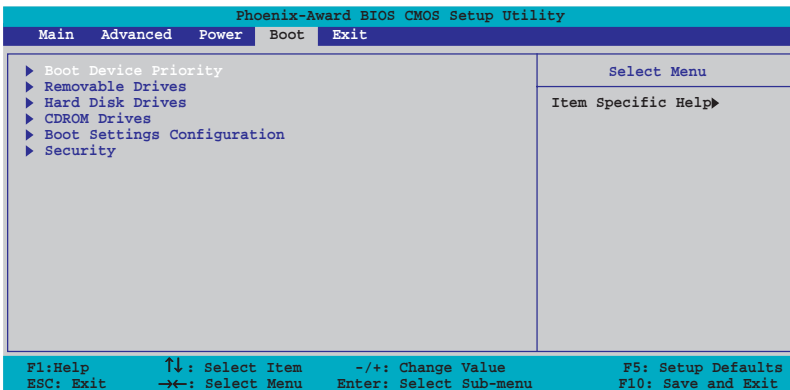 Phoenix-Award BIOS CMOS Setup Utility
Main Advanced Power Boot Exit
Boot Device Priority
Removable Drives
Hard Disk Drives
CDROM Drives
Boot Settings Configuration
Security
Select Menu
Item Specific Help▶
F1:Help ↑↓: Select Item -/+: Change Value F5: Setup Defaults
ESC: Exit →←: Select Menu Enter: Select Sub-menu F10: Save and Exit